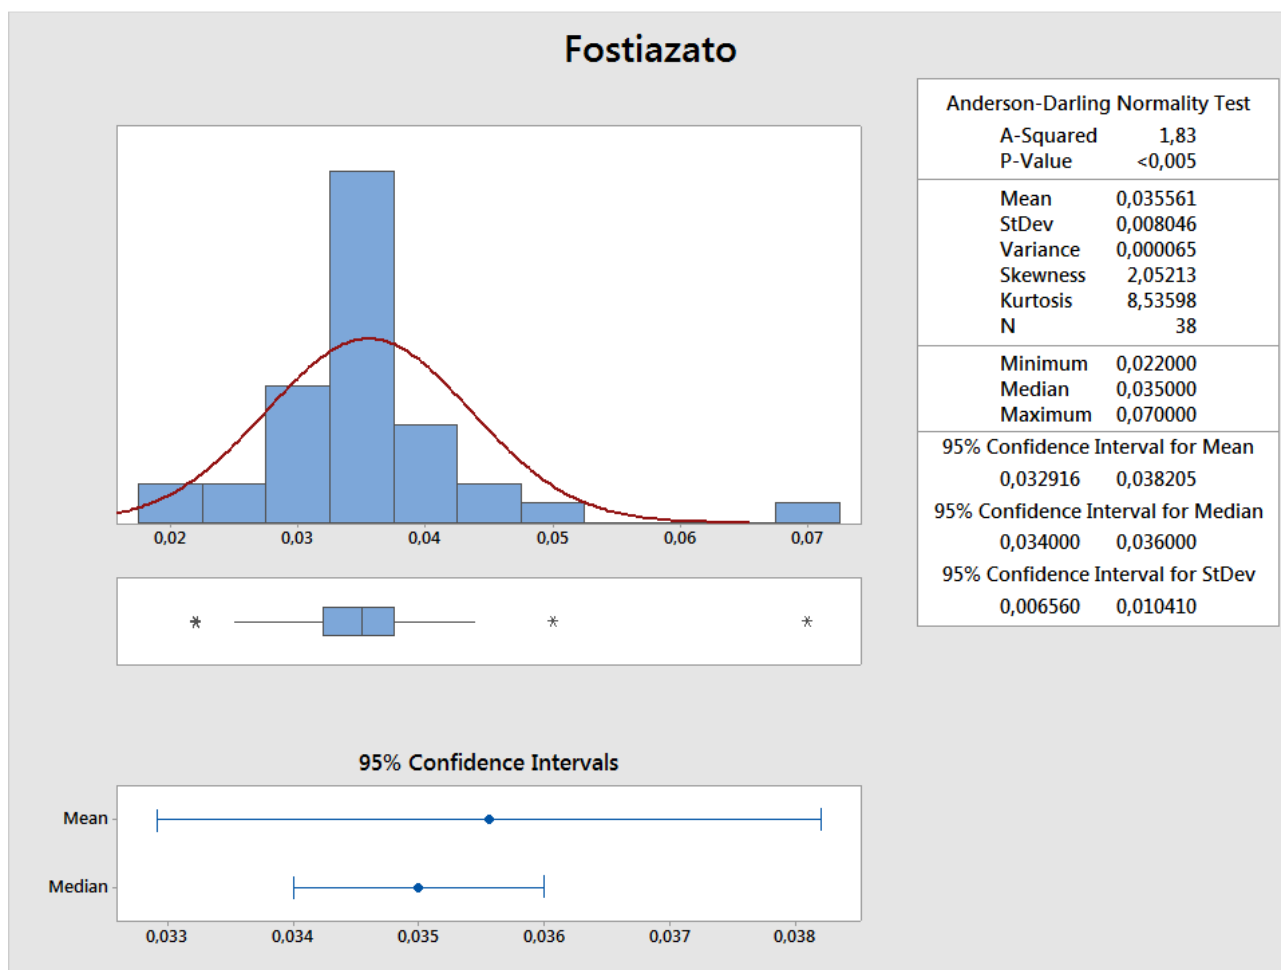 Fostiazato
0,02 0,03 0,04 0,05 0,06 0,07
95% Confidence Intervals
Mean
Median
0,033 0,034 0,035 0,036 0,037 0,038
Anderson-Darling Normality Test
A-Squared 1,83
P-Value <0,005
Mean 0,035561
StDev 0,008046
Variance 0,000065
Skewness 2,05213
Kurtosis 8,53598
N 38
Minimum 0,022000
Median 0,035000
Maximum 0,070000
95% Confidence Interval for Mean
0,032916 0,038205
95% Confidence Interval for Median
0,034000 0,036000
95% Confidence Interval for StDev
0,006560 0,010410